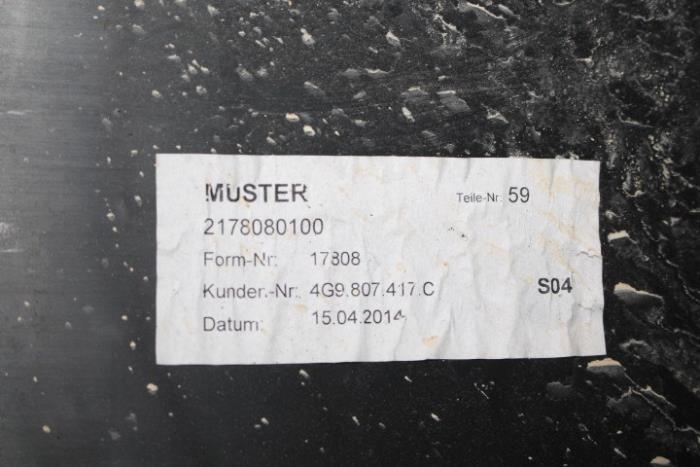 MUSTER Teile-Nr: 59
2178080100
Form-Nr: 17808
Kunden-Nr: 4G9.807.417.C S04
Datum: 15.04.2014